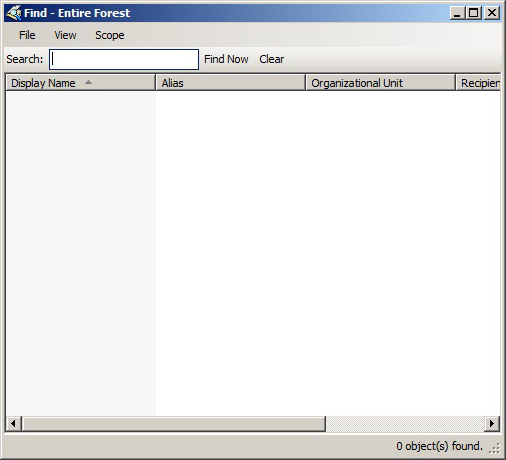 Find - Entire Forest
File View Scope
Search: Find Now Clear
Display Name Alias Organizational Unit Recipien
0 object(s) found.